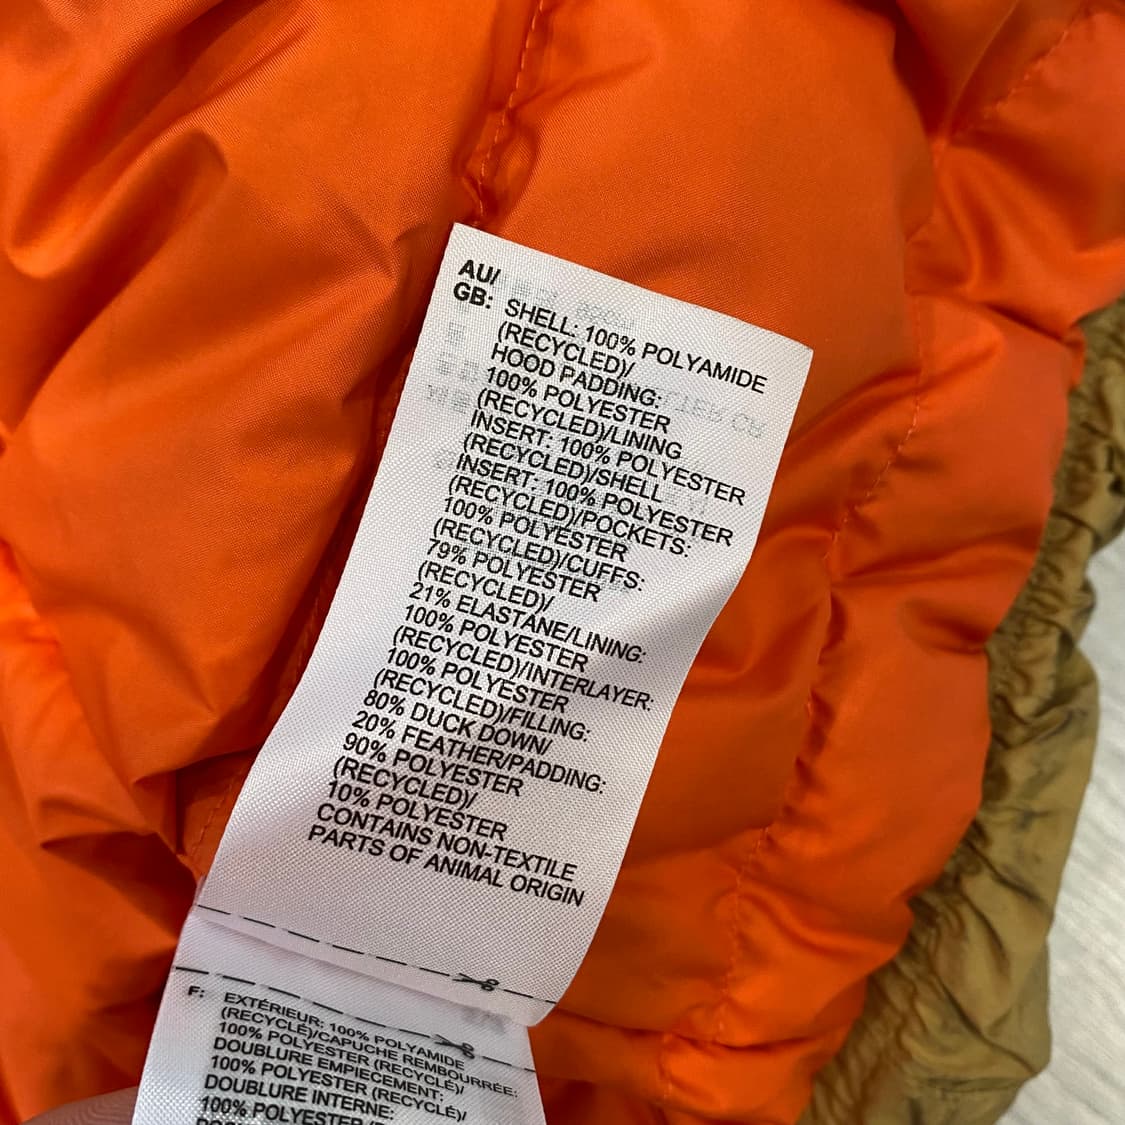 AU/
GB: SHELL: 100% POLYAMIDE
(RECYCLED)/
HOOD PADDING:
100% POLYESTER
(RECYCLED)/LINING
INSERT: 100% POLYESTER
(RECYCLED)/SHELL
INSERT: 100% POLYESTER
(RECYCLED)/POCKETS:
100% POLYESTER
(RECYCLED)/CUFFS:
79% POLYESTER
(RECYCLED)/
21% ELASTANE/LINING:
100% POLYESTER
(RECYCLED)/INTERLAYER:
100% POLYESTER
(RECYCLED)/FILLING:
80% DUCK DOWN/
20% FEATHER/PADDING:
90% POLYESTER
(RECYCLED)/
10% POLYESTER
CONTAINS NON-TEXTILE
PARTS OF ANIMAL ORIGIN
F: EXTÉRIEUR: 100% POLYAMIDE
(RECYCLÉ)/CAPUCHE REMBOURRÉE:
100% POLYESTER (RECYCLÉ)/
DOUBLURE EMPIECEMENT:
100% POLYESTER (RECYCLÉ)/
DOUBLURE INTERNE:
100% POLYESTER